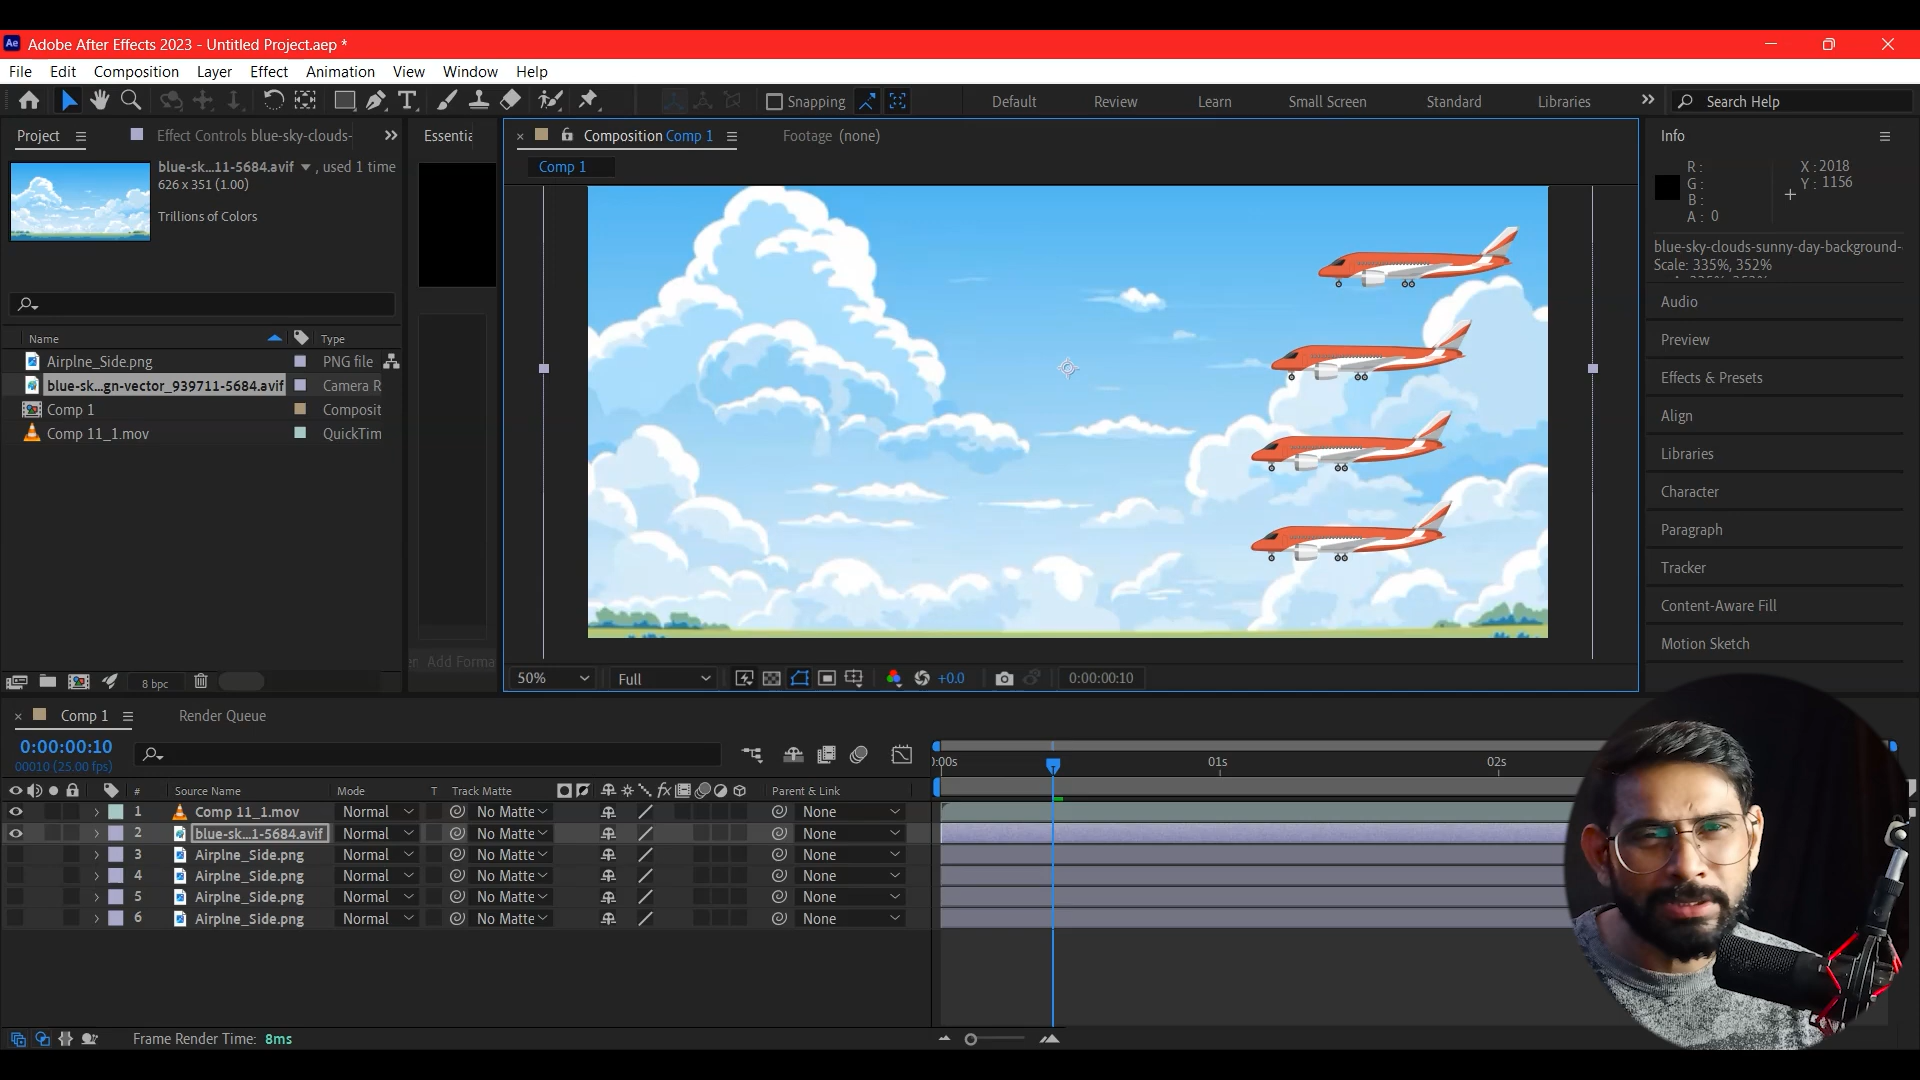 Ae Adobe After Effects 2023 - Untitled Project.aep *
File Edit Composition Layer Effect Animation View Window Help
Snapping Default Review Learn Small Screen Standard Libraries Search Help
Project Effect Controls blue-sky-clouds-
blue-sk...11-5684.avif , used 1 time
626 x 351 (1.00)
Trillions of Colors
Name Type
Airplne_Side.png PNG file
blue-sk...gn-vector_939711-5684.avif Camera R
Comp 1 Composit
Comp 11_1.mov QuickTim
8 bpc
Essentia
Add Forma
Composition Comp 1 Footage (none)
Comp 1
50% Full +0.0 0:00:00:10
Info
R: X: 2018
G: Y: 1156
B:
A: 0
blue-sky-clouds-sunny-day-background-
Scale: 335%, 352%
Audio
Preview
Effects & Presets
Align
Libraries
Character
Paragraph
Tracker
Content-Aware Fill
Motion Sketch
Comp 1 Render Queue
0:00:00:10
00010 (25.00 fps)
:00s 01s 02s
# Source Name Mode T Track Matte fx Parent & Link
1 Comp 11_1.mov Normal No Matte None
2 blue-sk...1-5684.avif Normal No Matte None
3 Airplne_Side.png Normal No Matte None
4 Airplne_Side.png Normal No Matte None
5 Airplne_Side.png Normal No Matte None
6 Airplne_Side.png Normal No Matte None
Frame Render Time: 8ms